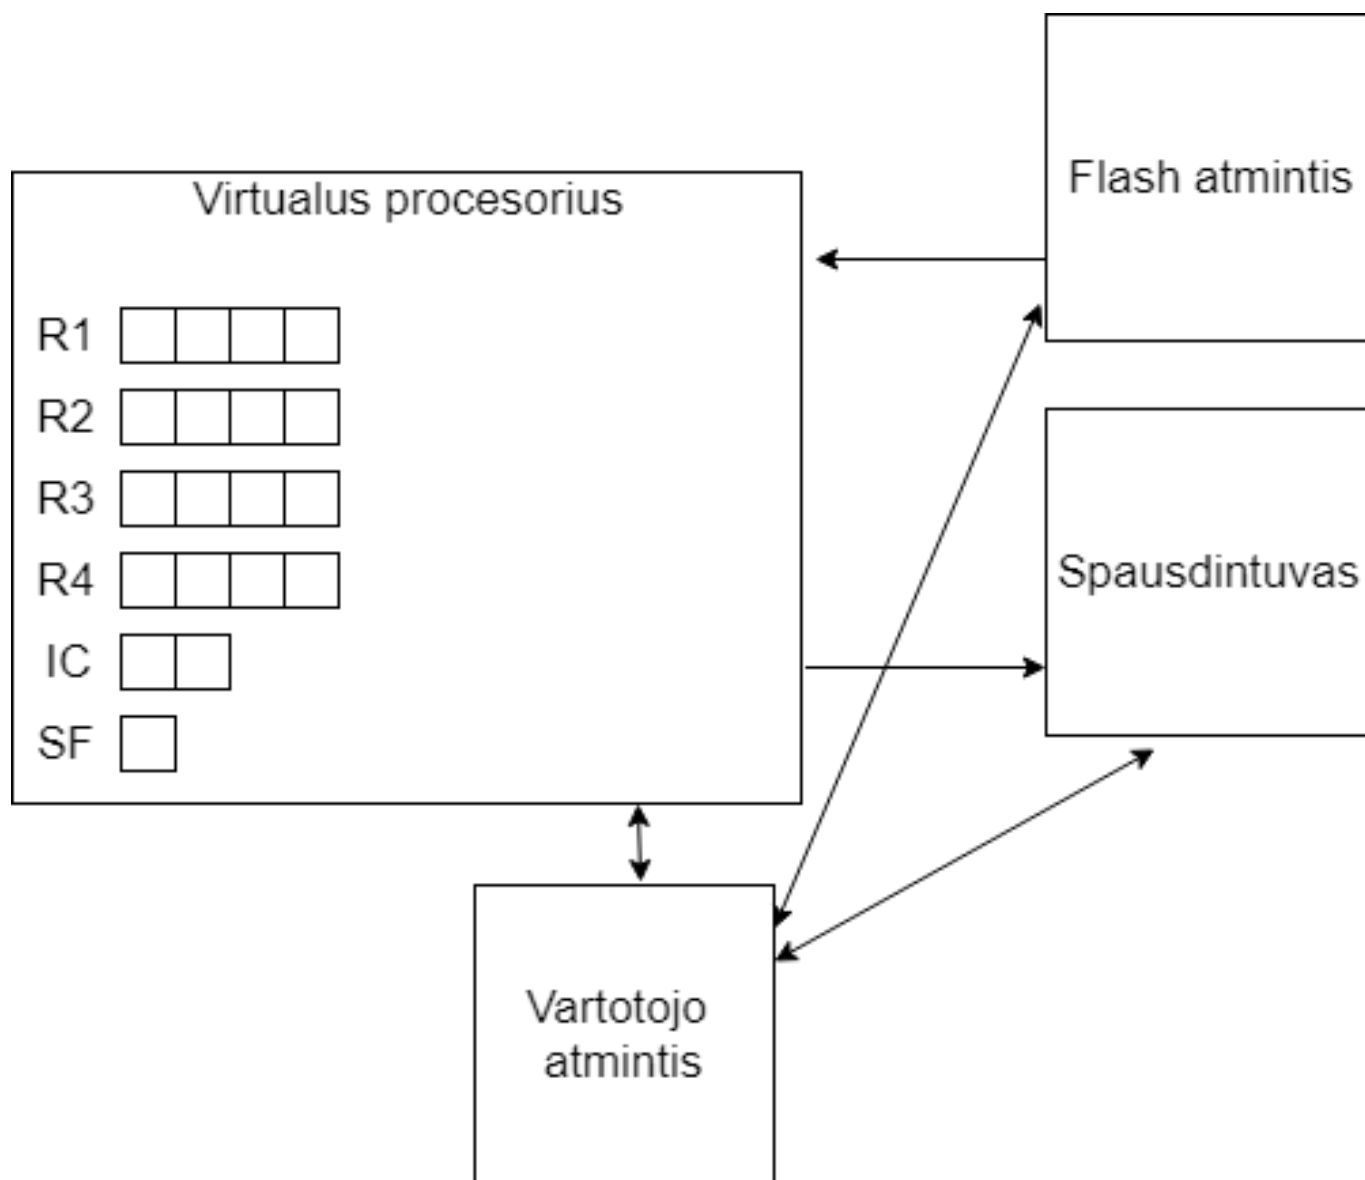 Virtualus procesorius
R1
R2
R3
R4
IC
SF
Flash atmintis
Spausdintuvas
Vartotojo
atmintis